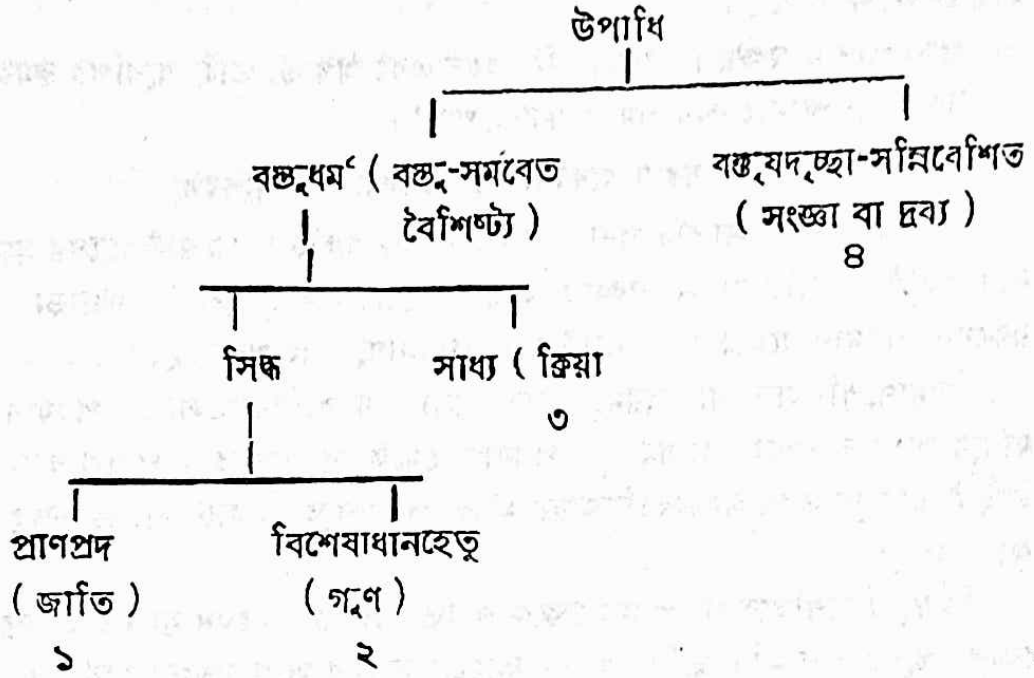 উপাধি
বস্তুধর্ম ( বস্তু-সমবেত
বৈশিষ্ট্য )
বস্তুযদৃচ্ছা-সন্নিবেশিত
( সংজ্ঞা বা দ্রব্য )
৪
সিদ্ধ
সাধ্য ( ক্রিয়া
৩
প্রাণপ্রদ
( জাতি )
১
বিশেষাধানহেতু
( গুণ )
২